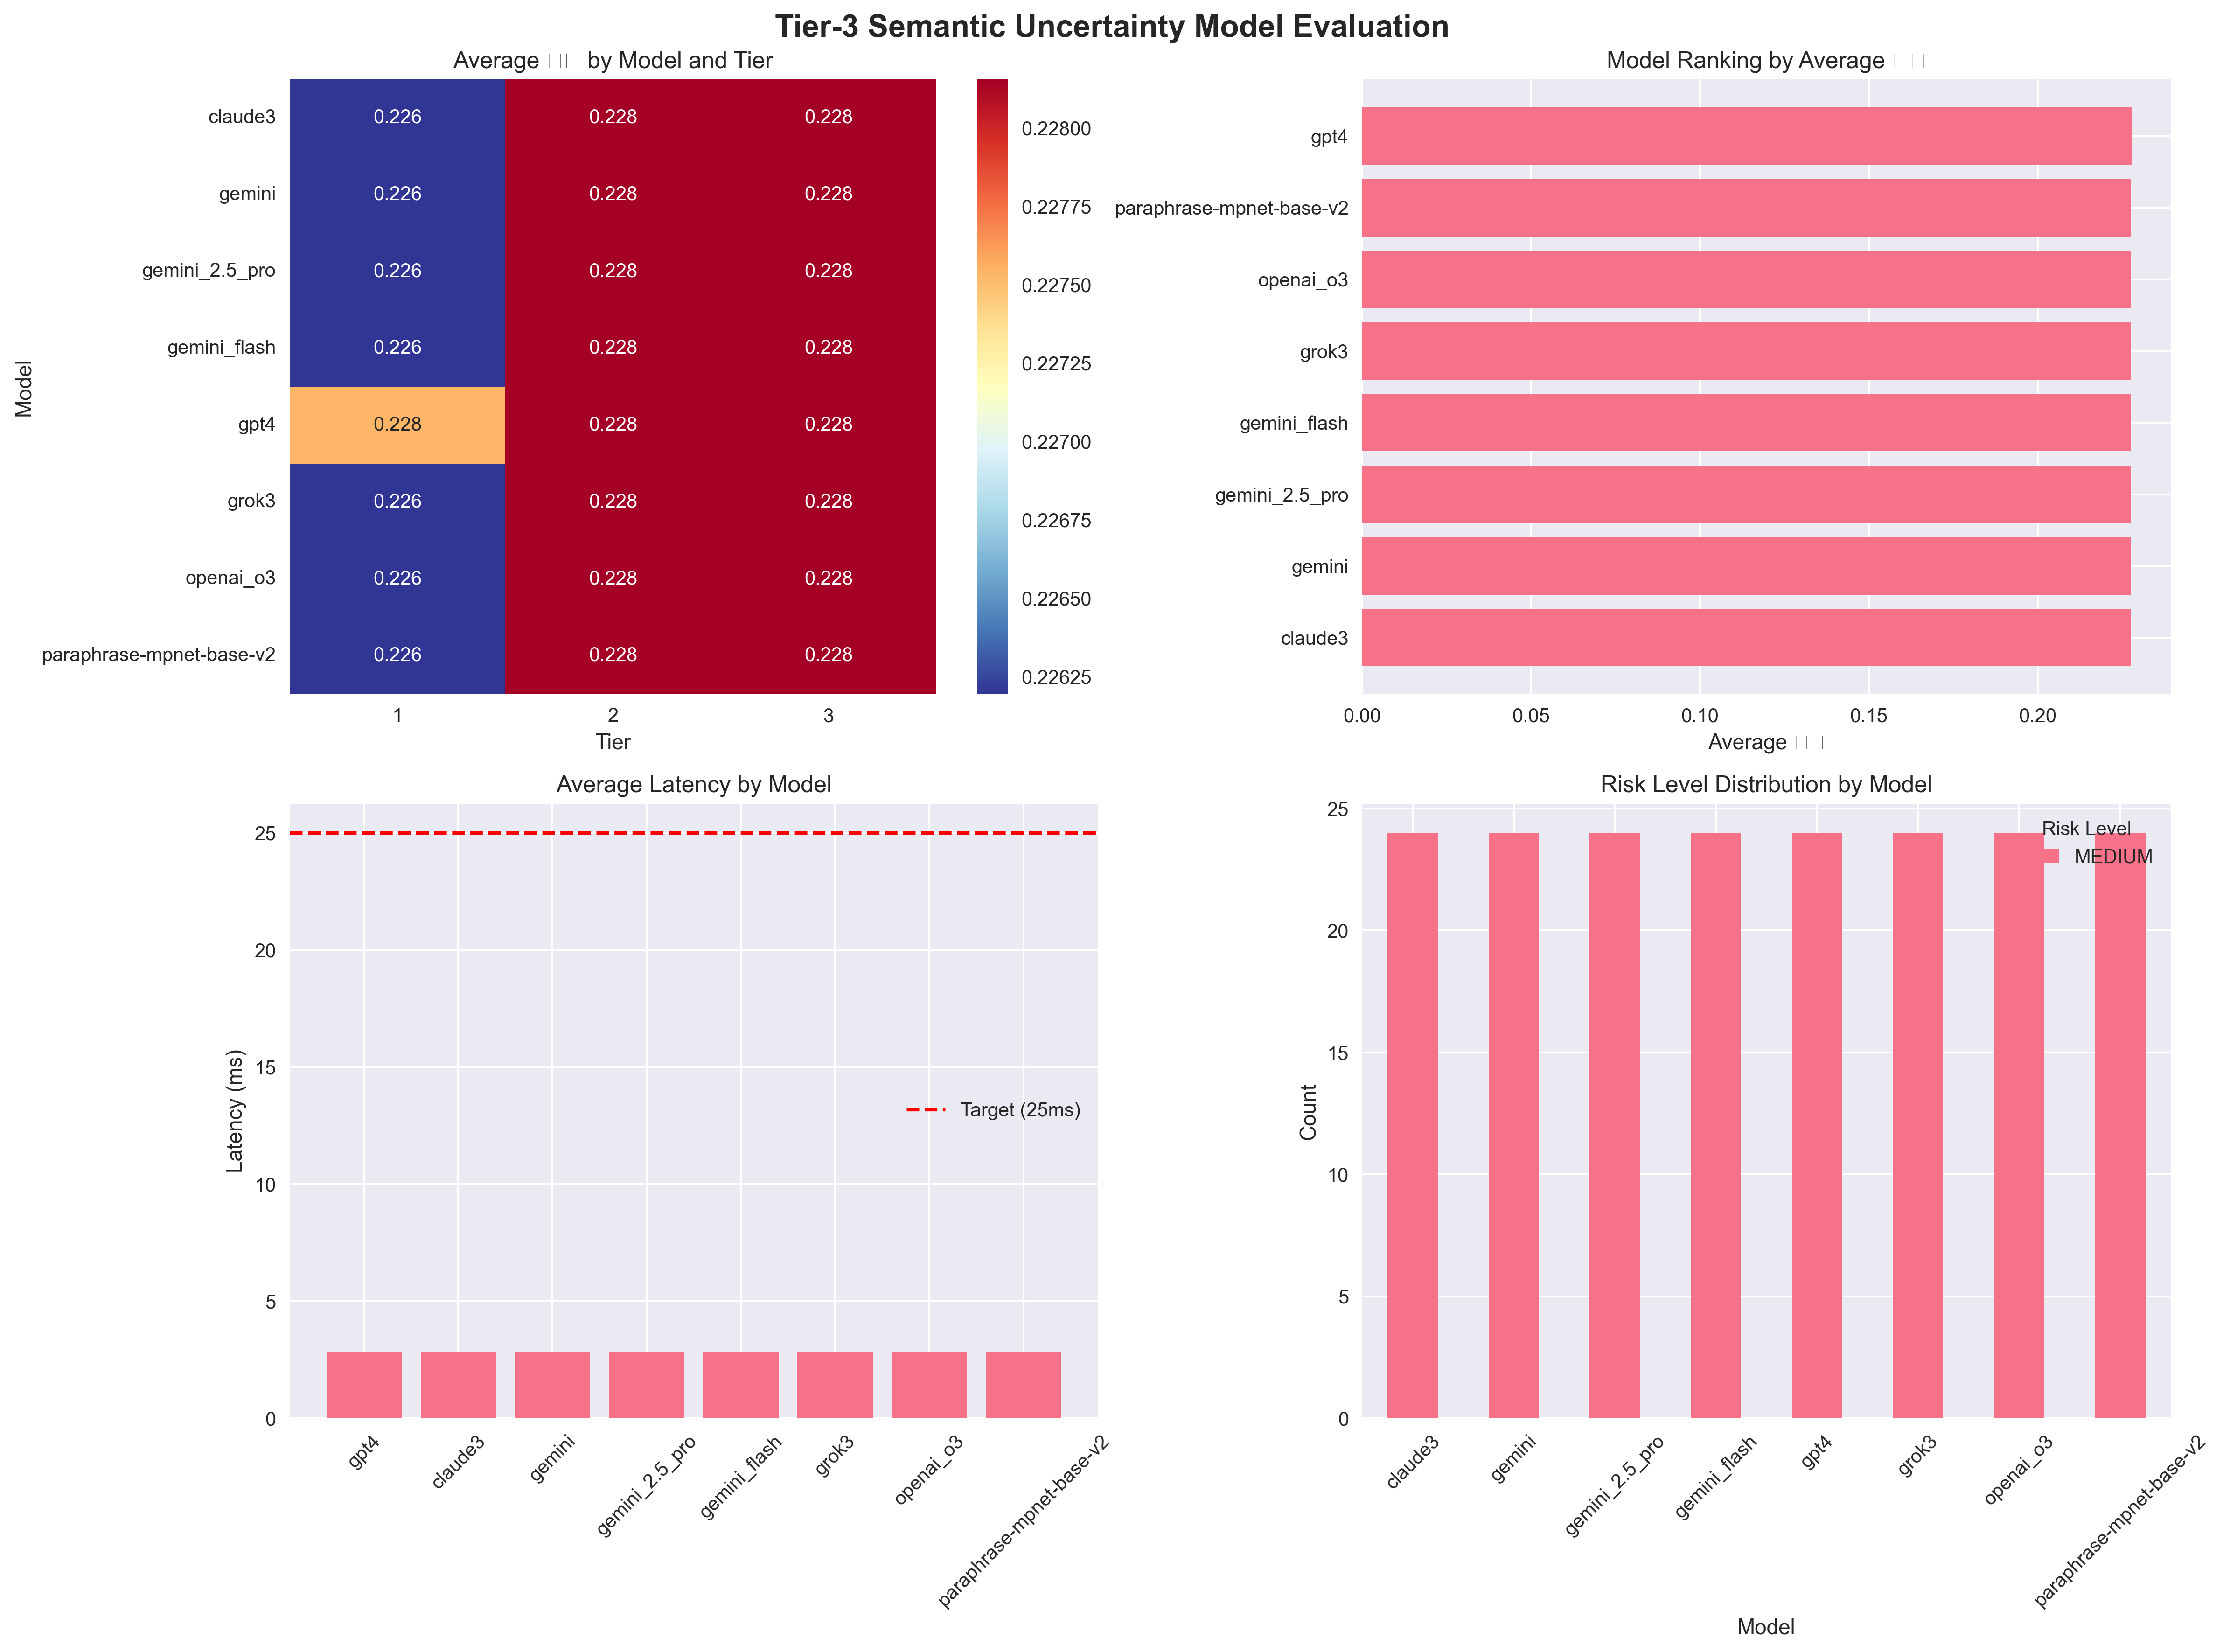 Tier-3 Semantic Uncertainty Model Evaluation
Average □□ by Model and Tier
Model
claude3 0.226 0.228 0.228
gemini 0.226 0.228 0.228
gemini_2.5_pro 0.226 0.228 0.228
gemini_flash 0.226 0.228 0.228
gpt4 0.228 0.228 0.228
grok3 0.226 0.228 0.228
openai_o3 0.226 0.228 0.228
paraphrase-mpnet-base-v2 0.226 0.228 0.228
1 2 3
Tier
0.22800
0.22775
0.22750
0.22725
0.22700
0.22675
0.22650
0.22625
Model Ranking by Average □□
gpt4
paraphrase-mpnet-base-v2
openai_o3
grok3
gemini_flash
gemini_2.5_pro
gemini
claude3
0.00 0.05 0.10 0.15 0.20
Average □□
Average Latency by Model
Latency (ms)
25
20
15
10
5
0
Target (25ms)
gpt4
claude3
gemini
gemini_2.5_pro
gemini_flash
grok3
openai_o3
paraphrase-mpnet-base-v2
Risk Level Distribution by Model
Count
25
20
15
10
5
0
Risk Level
MEDIUM
claude3
gemini
gemini_2.5_pro
gemini_flash
gpt4
grok3
openai_o3
paraphrase-mpnet-base-v2
Model